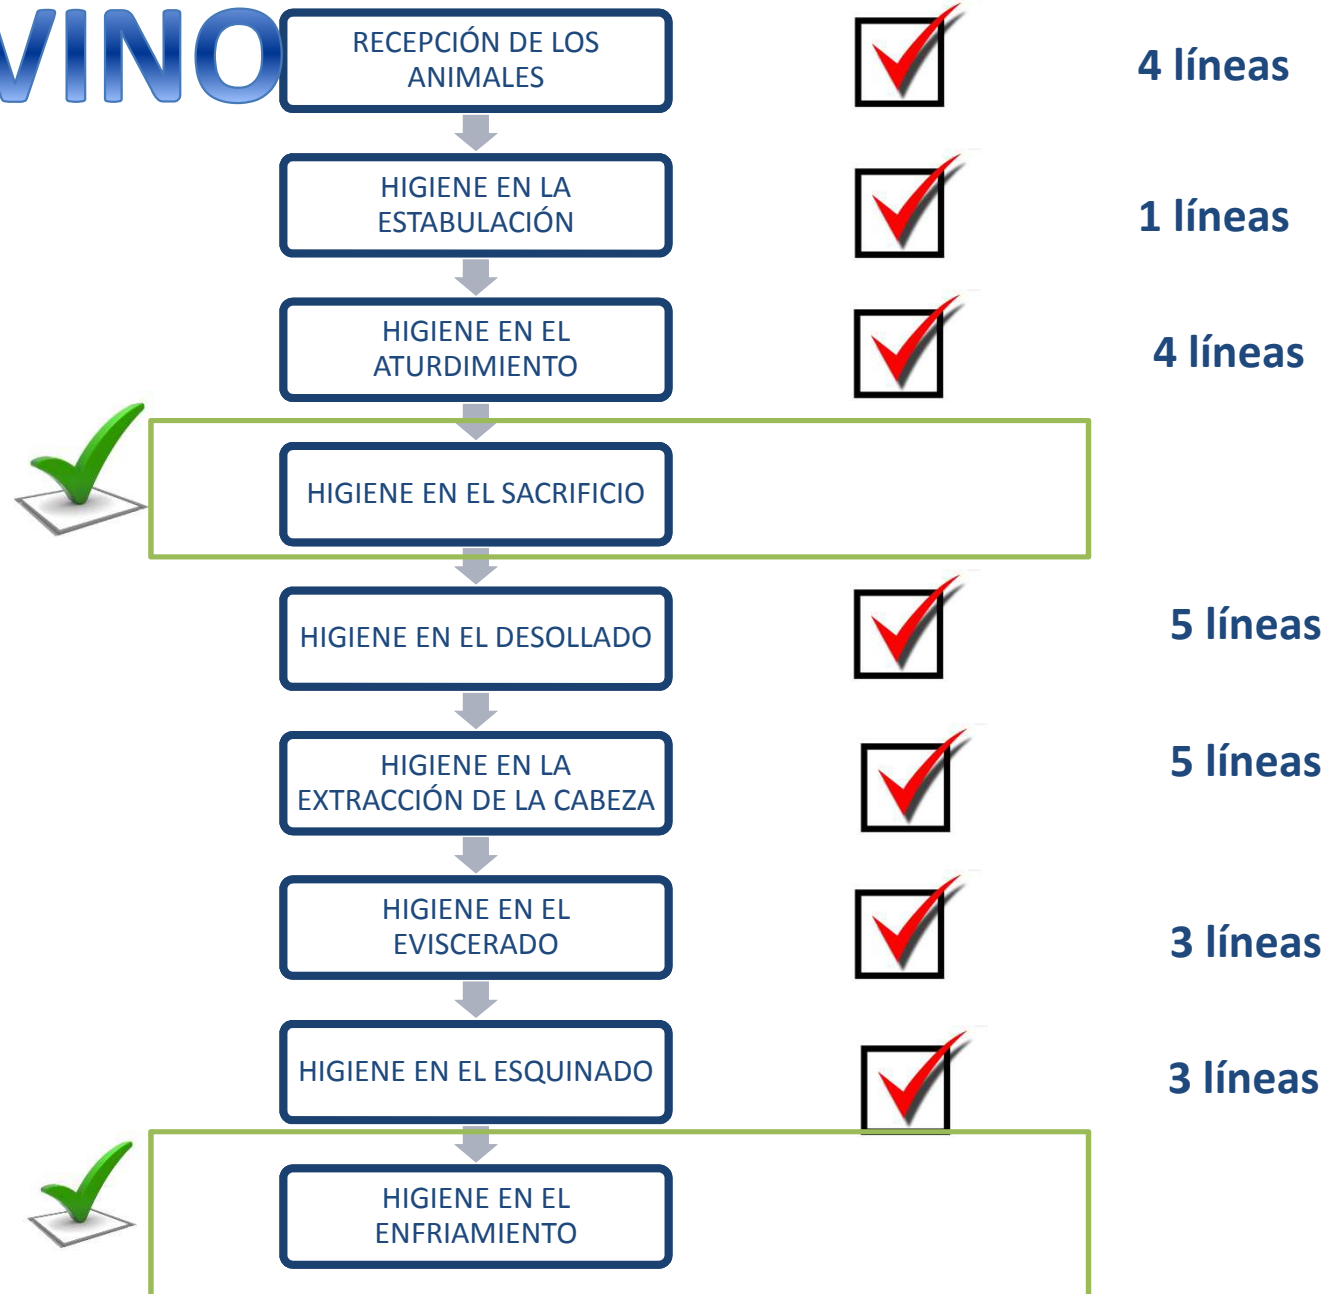 VINO
RECEPCIÓN DE LOS
ANIMALES
4 líneas
HIGIENE EN LA
ESTABULACIÓN
1 líneas
HIGIENE EN EL
ATURDIMIENTO
4 líneas
HIGIENE EN EL SACRIFICIO
HIGIENE EN EL DESOLLADO
5 líneas
HIGIENE EN LA
EXTRACCIÓN DE LA CABEZA
5 líneas
HIGIENE EN EL
EVISCERADO
3 líneas
HIGIENE EN EL ESQUINADO
3 líneas
HIGIENE EN EL
ENFRIAMIENTO